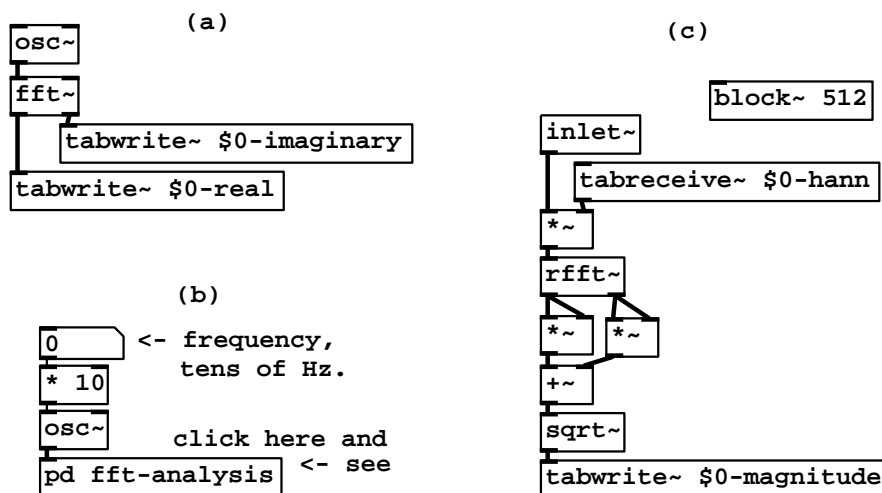 (a)
osc~
fft~
tabwrite~ $0-imaginary
tabwrite~ $0-real
(b)
0
<- frequency,
tens of Hz.
* 10
osc~
click here and
<- see
pd fft-analysis
(c)
block~ 512
inlet~
tabreceive~ $0-hann
*~
rfft~
*~
*~
+~
sqrt~
tabwrite~ $0-magnitude